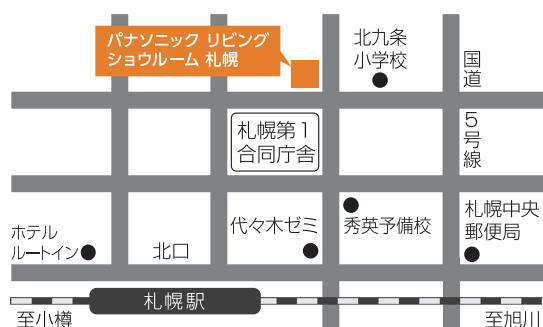 パナソニック リビング
ショウルーム 札幌
北九条
小学校
国道
5号線
札幌第1
合同庁舎
ホテル
ルートイン
北口
代々木ゼミ
秀英予備校
札幌中央
郵便局
札幌駅
至小樽
至旭川